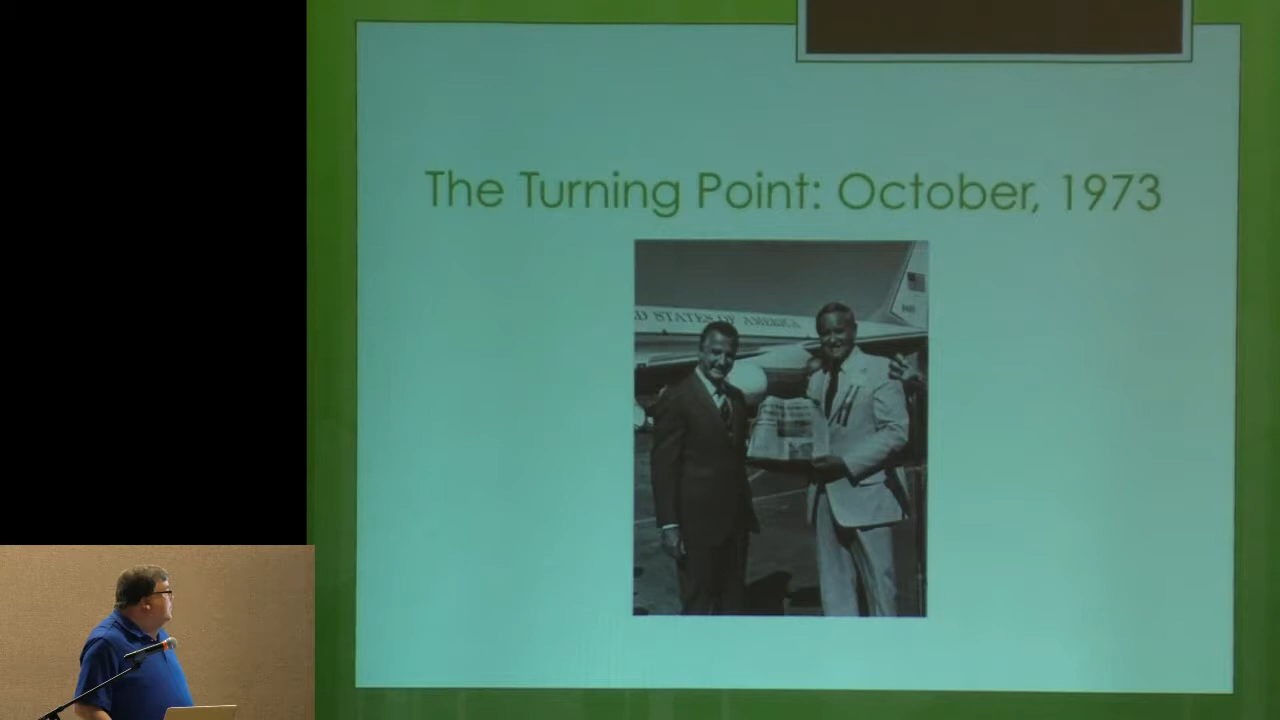 The Turning Point: October, 1973
D STATES OF AMERICA